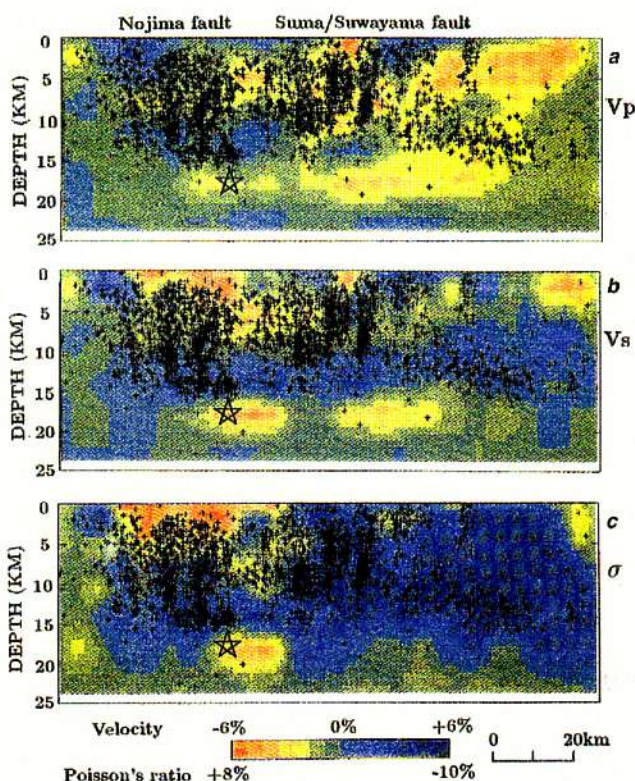 Nojima fault Suma/Suwayama fault
0
5
10
15
20
25
DEPTH (KM)
a
Vp
0
5
10
15
20
25
DEPTH (KM)
b
Vs
0
5
10
15
20
25
DEPTH (KM)
c
σ
Velocity -6% 0% +6% 0 20km
Poisson's ratio +8% -10%